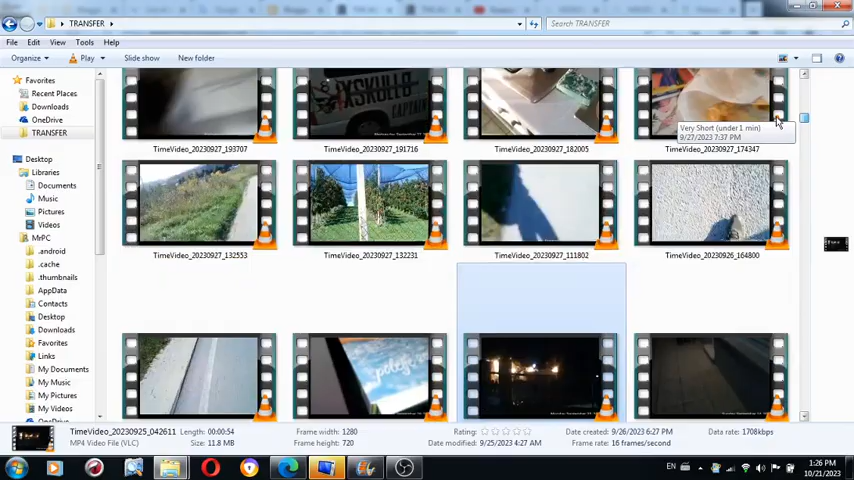 TRANSFER
Search TRANSFER
File Edit View Tools Help
Organize Play Slide show New folder
Favorites
Recent Places
Downloads
OneDrive
TRANSFER
Desktop
Libraries
Documents
Music
Pictures
Videos
MrPC
.android
.cache
.thumbnails
AppData
Contacts
Desktop
Downloads
Favorites
Links
My Documents
My Music
My Pictures
My Videos
XSKULLS
CAPTAIN
Very Short (under 1 min)
9/27/2023 7:37 PM
TimeVideo_20230927_193707
TimeVideo_20230927_191716
TimeVideo_20230927_182005
TimeVideo_20230927_174347
TimeVideo_20230927_132553
TimeVideo_20230927_132231
TimeVideo_20230927_111802
TimeVideo_20230926_164800
TimeVideo_20230925_042611 Length: 00:00:54 Frame width: 1280 Rating: Date created: 9/26/2023 6:27 PM Data rate: 1708kbps
MP4 Video File (VLC) Size: 11.8 MB Frame height: 720 Date modified: 9/25/2023 4:27 AM Frame rate: 16 frames/second
EN
1:26 PM
10/21/2023